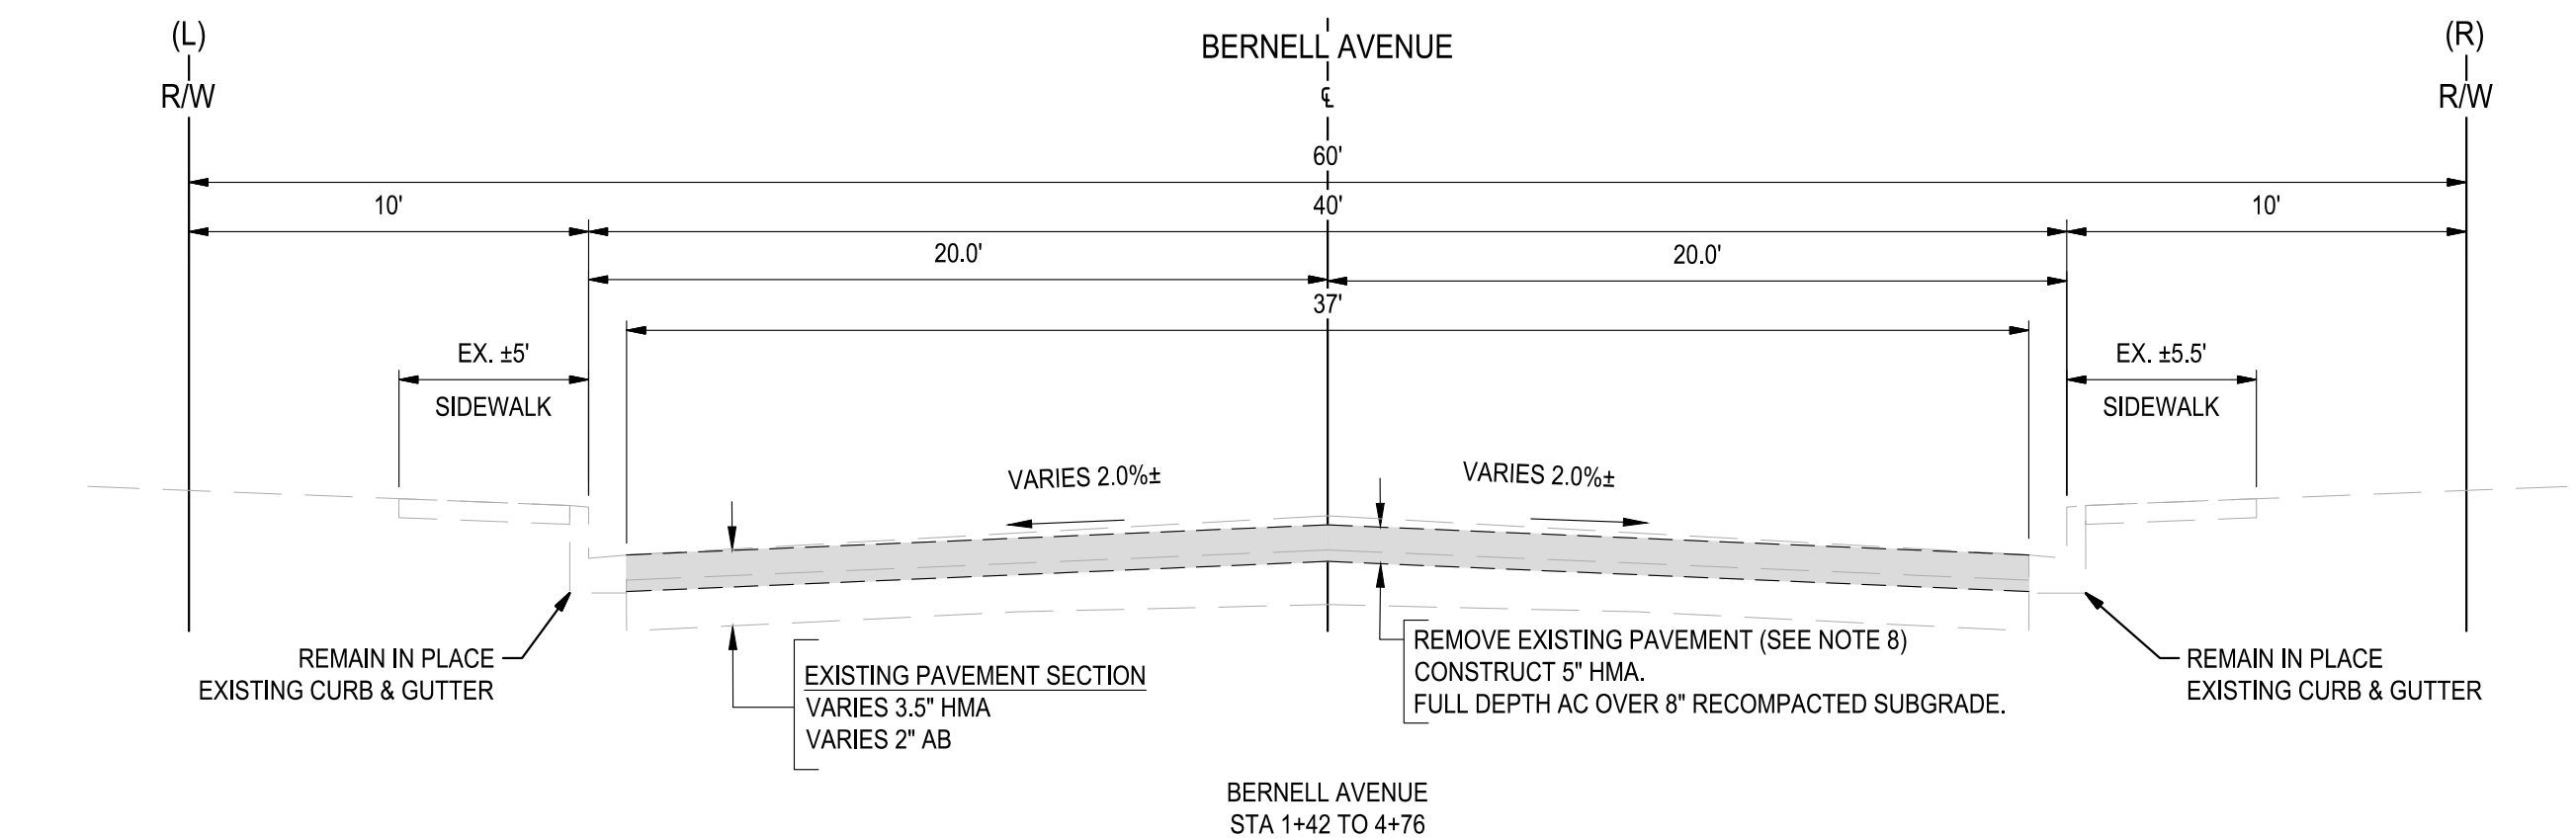 (L)
BERNELL AVENUE
(R)
R/W
℄
R/W
60'
10'
40'
10'
20.0'
20.0'
37'
EX. ±5'
SIDEWALK
EX. ±5.5'
SIDEWALK
VARIES 2.0%±
VARIES 2.0%±
REMAIN IN PLACE
EXISTING CURB & GUTTER
EXISTING PAVEMENT SECTION
VARIES 3.5" HMA
VARIES 2" AB
REMOVE EXISTING PAVEMENT (SEE NOTE 8)
CONSTRUCT 5" HMA.
FULL DEPTH AC OVER 8" RECOMPACTED SUBGRADE.
REMAIN IN PLACE
EXISTING CURB & GUTTER
BERNELL AVENUE
STA 1+42 TO 4+76